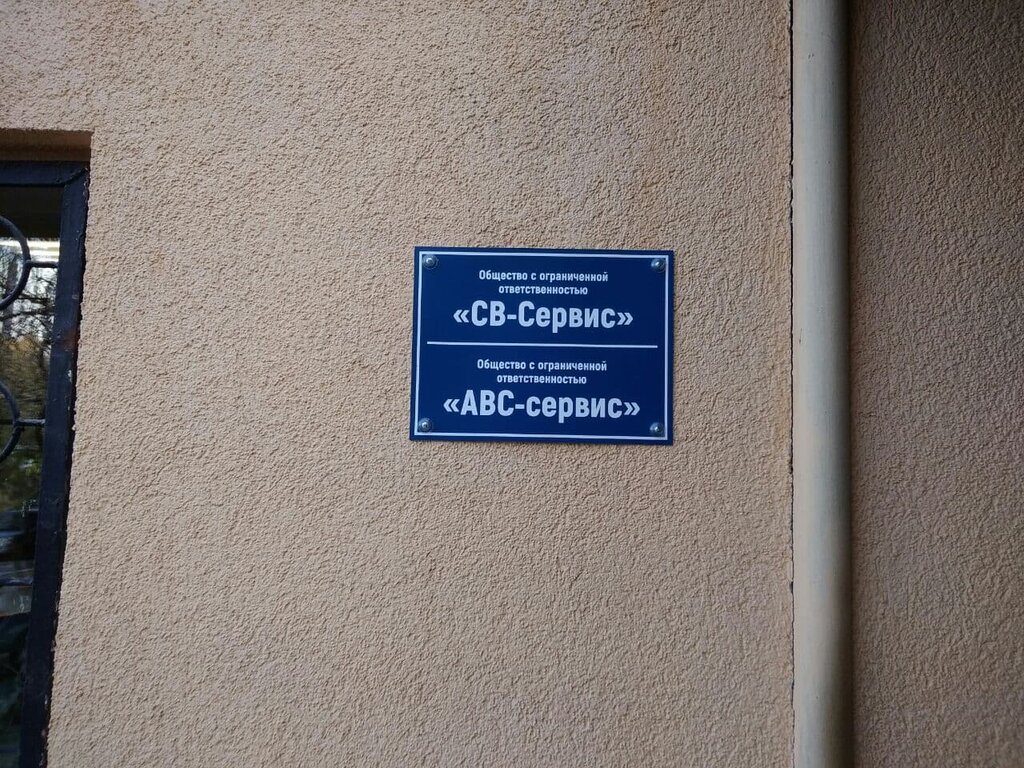 Общество с ограниченной
ответственностью
«СВ-Сервис»
Общество с ограниченной
ответственностью
«АВС-сервис»